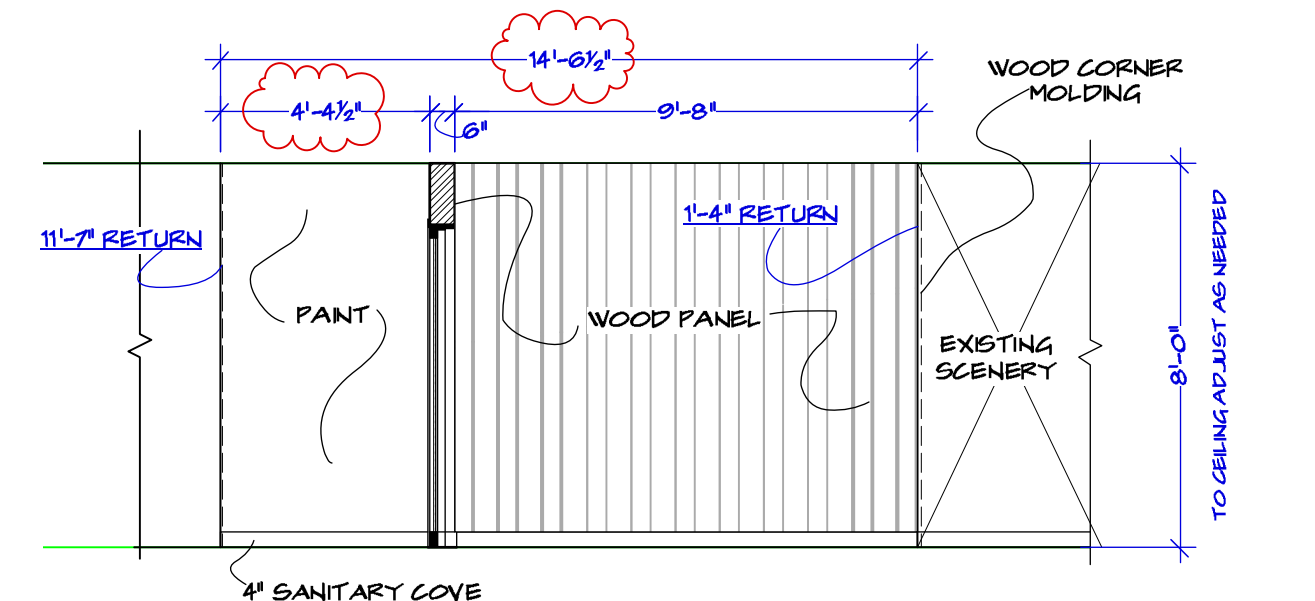 14'-6½"
WOOD CORNER
MOLDING
4'-4½"
6"
9'-8"
11'-7" RETURN
1'-4" RETURN
PAINT
WOOD PANEL
EXISTING
SCENERY
8'-0"
TO CEILING ADJUST AS NEEDED
4" SANITARY COVE